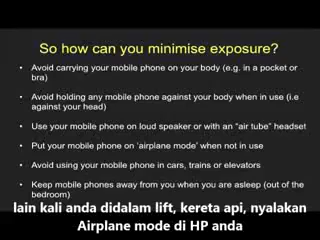 So how can you minimise exposure?
• Avoid carrying your mobile phone on your body (e.g. in a pocket or
bra)
• Avoid holding any mobile phone against your body when in use (i.e
against your head)
• Use your mobile phone on loud speaker or with an “air tube” headset
• Put your mobile phone on ‘airplane mode’ when not in use
• Avoid using your mobile phone in cars, trains or elevators
• Keep mobile phones away from you when you are asleep (out of the
bedroom)
lain kali anda didalam lift, kereta api, nyalakan
Airplane mode di HP anda